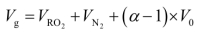 V_g = V_{RO_2} + V_{N_2} + (α − 1) × V_0